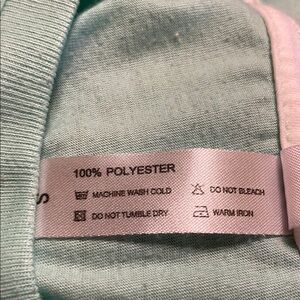 100% POLYESTER
MACHINE WASH COLD DO NOT BLEACH
DO NOT TUMBLE DRY WARM IRON
S